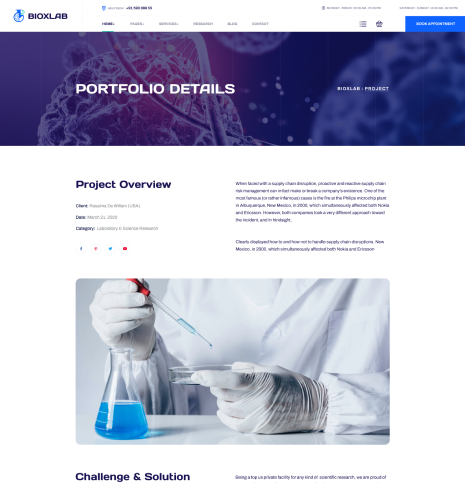 BIOXLAB
+91 590 088 55
HOME+
PAGES+
SERVICES+
RESEARCH
BLOG
CONTACT
BOOK APPOINTMENT
PORTFOLIO DETAILS
BIOXLAB : PROJECT
Project Overview
Client: Rasalina De Willam (USA)
Date: March 21, 2020
Category: Laboratory & Science Research
When faced with a supply chain disruption, proactive and reactive supply chain
risk management can in fact make or break a company's existence. One of the
most famous (or rather infamous) cases is the fire at the Philips microchip plant
in Albuquerque, New Mexico, in 2000, which simultaneously affected both Nokia
and Ericsson. However, both companies took a very different approach toward
the incident, and in hindsight,
Clearly displayed how to and how not to handle supply chain disruptions. New
Mexico, in 2000, which simultaneously affected both Nokia and Ericsson
Challenge & Solution
Being a top us private facility for any kind of scientific research, we are proud of